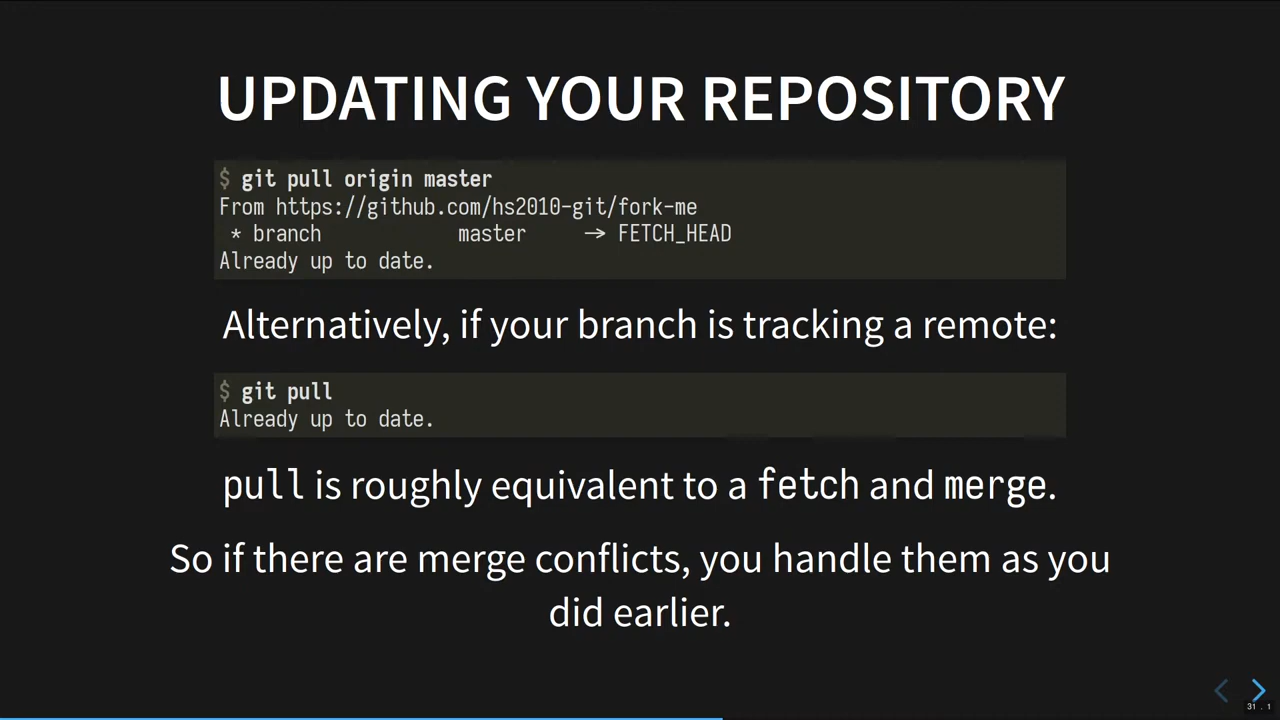 UPDATING YOUR REPOSITORY
$ git pull origin master
From https://github.com/hs2010-git/fork-me
 * branch            master     -> FETCH_HEAD
Already up to date.
Alternatively, if your branch is tracking a remote:
$ git pull
Already up to date.
pull is roughly equivalent to a fetch and merge.
So if there are merge conflicts, you handle them as you
did earlier.
31 . 1